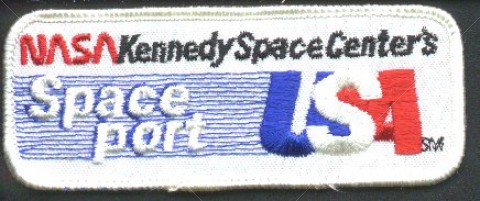 NASA Kennedy Space Center's
Space
port
USA
SM